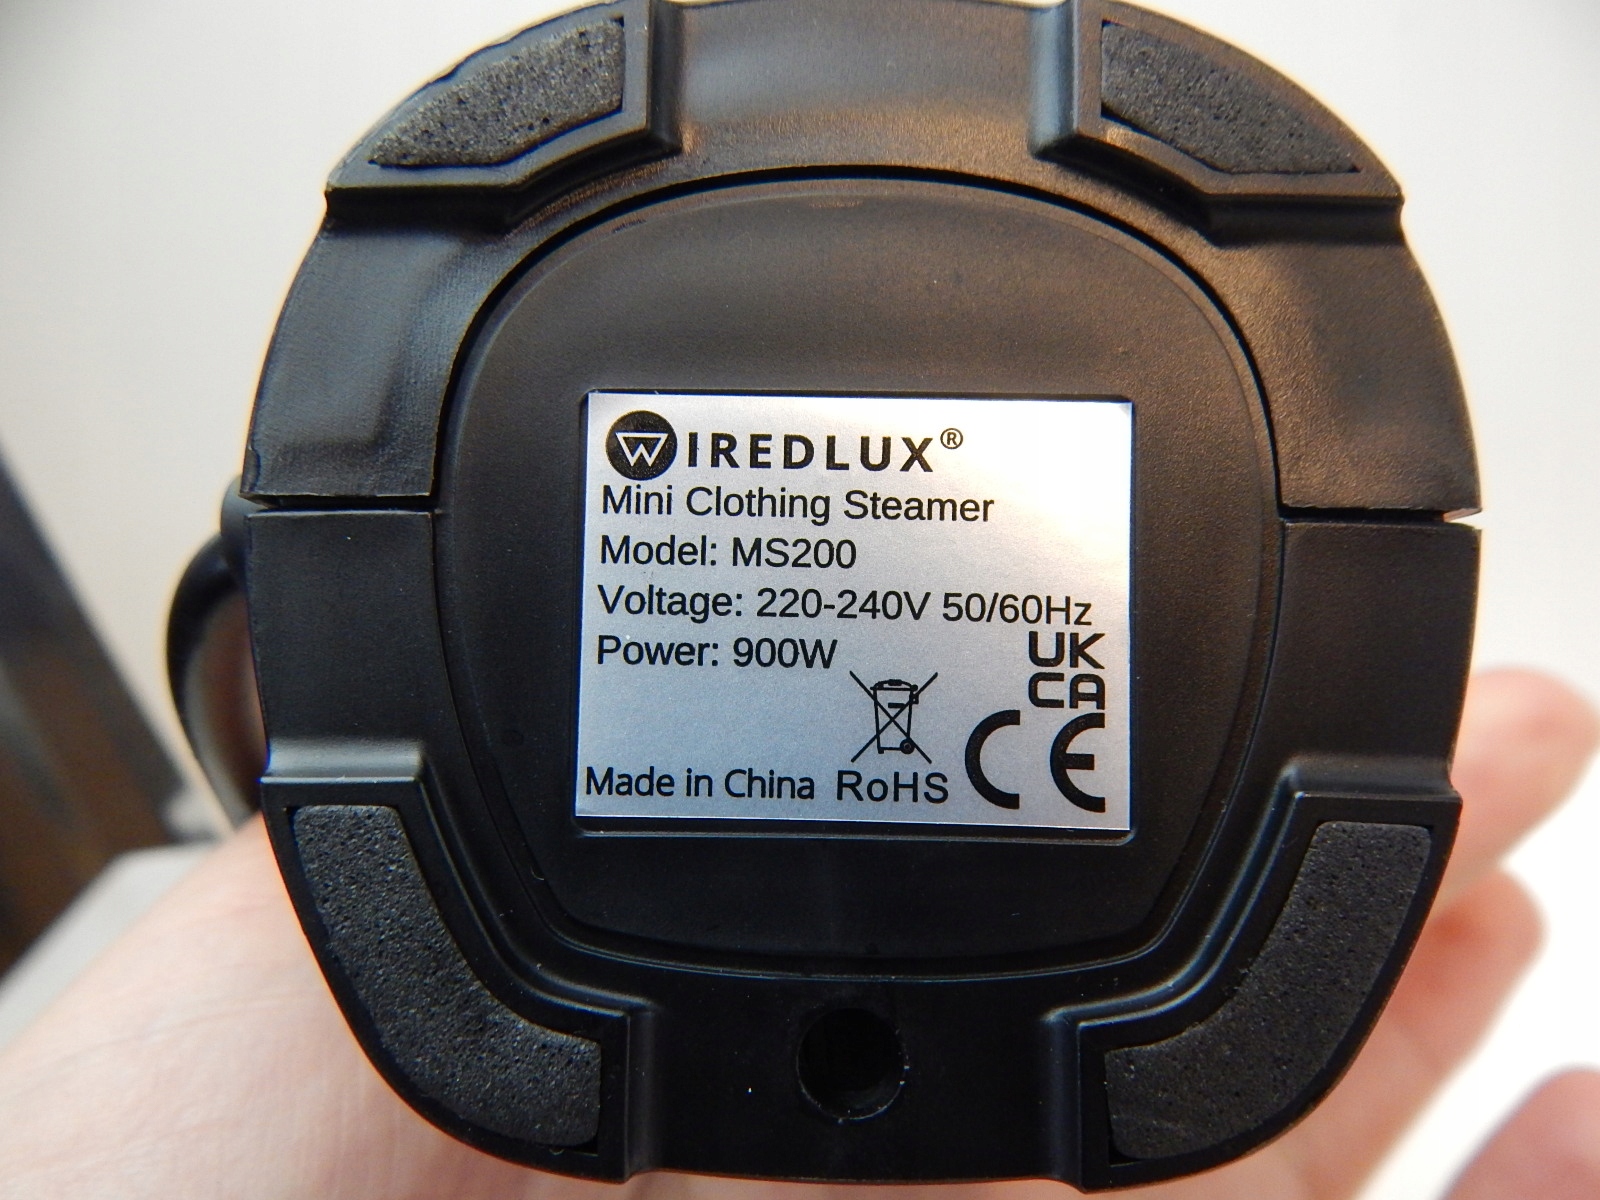 WIREDLUX®
Mini Clothing Steamer
Model: MS200
Voltage: 220-240V 50/60Hz
Power: 900W
UK
CA
CE
Made in China RoHS